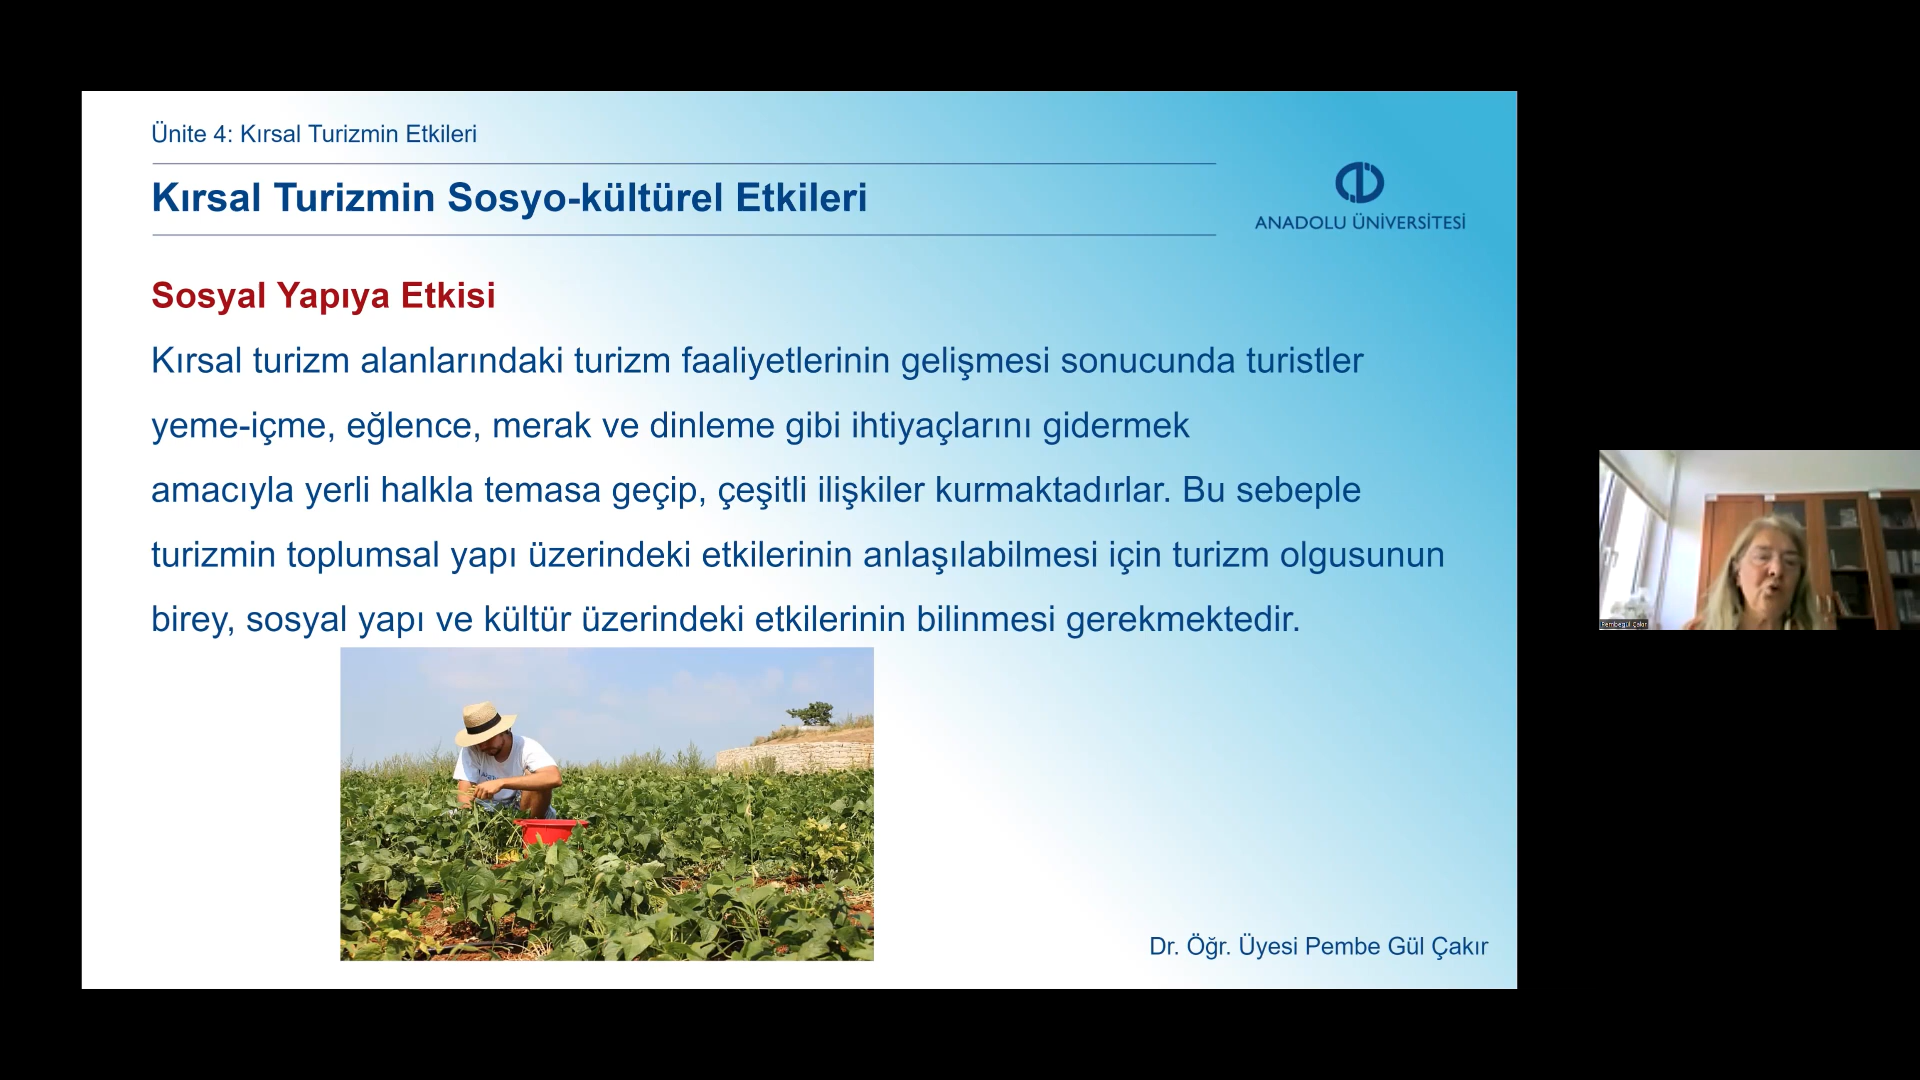 Ünite 4: Kırsal Turizmin Etkileri
Kırsal Turizmin Sosyo-kültürel Etkileri
ANADOLU ÜNİVERSİTESİ
Sosyal Yapıya Etkisi
Kırsal turizm alanlarındaki turizm faaliyetlerinin gelişmesi sonucunda turistler
yeme-içme, eğlence, merak ve dinleme gibi ihtiyaçlarını gidermek
amacıyla yerli halkla temasa geçip, çeşitli ilişkiler kurmaktadırlar. Bu sebeple
turizmin toplumsal yapı üzerindeki etkilerinin anlaşılabilmesi için turizm olgusunun
birey, sosyal yapı ve kültür üzerindeki etkilerinin bilinmesi gerekmektedir.
Dr. Öğr. Üyesi Pembe Gül Çakır
Pembegül Çakır